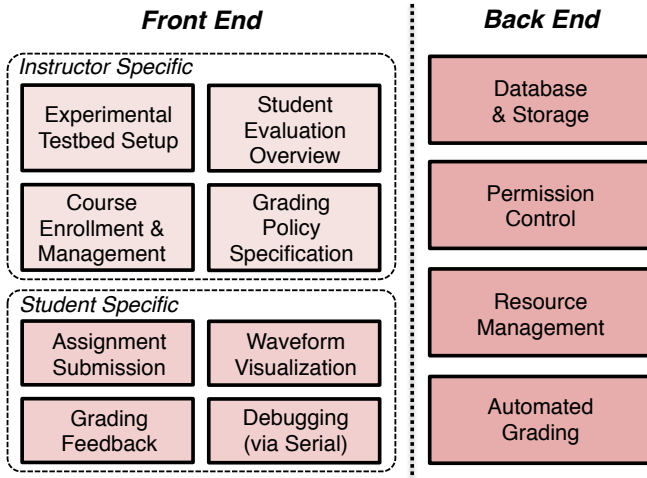 Front End
Instructor Specific
Experimental
Testbed Setup
Student
Evaluation
Overview
Course
Enrollment &
Management
Grading
Policy
Specification
Student Specific
Assignment
Submission
Waveform
Visualization
Grading
Feedback
Debugging
(via Serial)
Back End
Database
& Storage
Permission
Control
Resource
Management
Automated
Grading